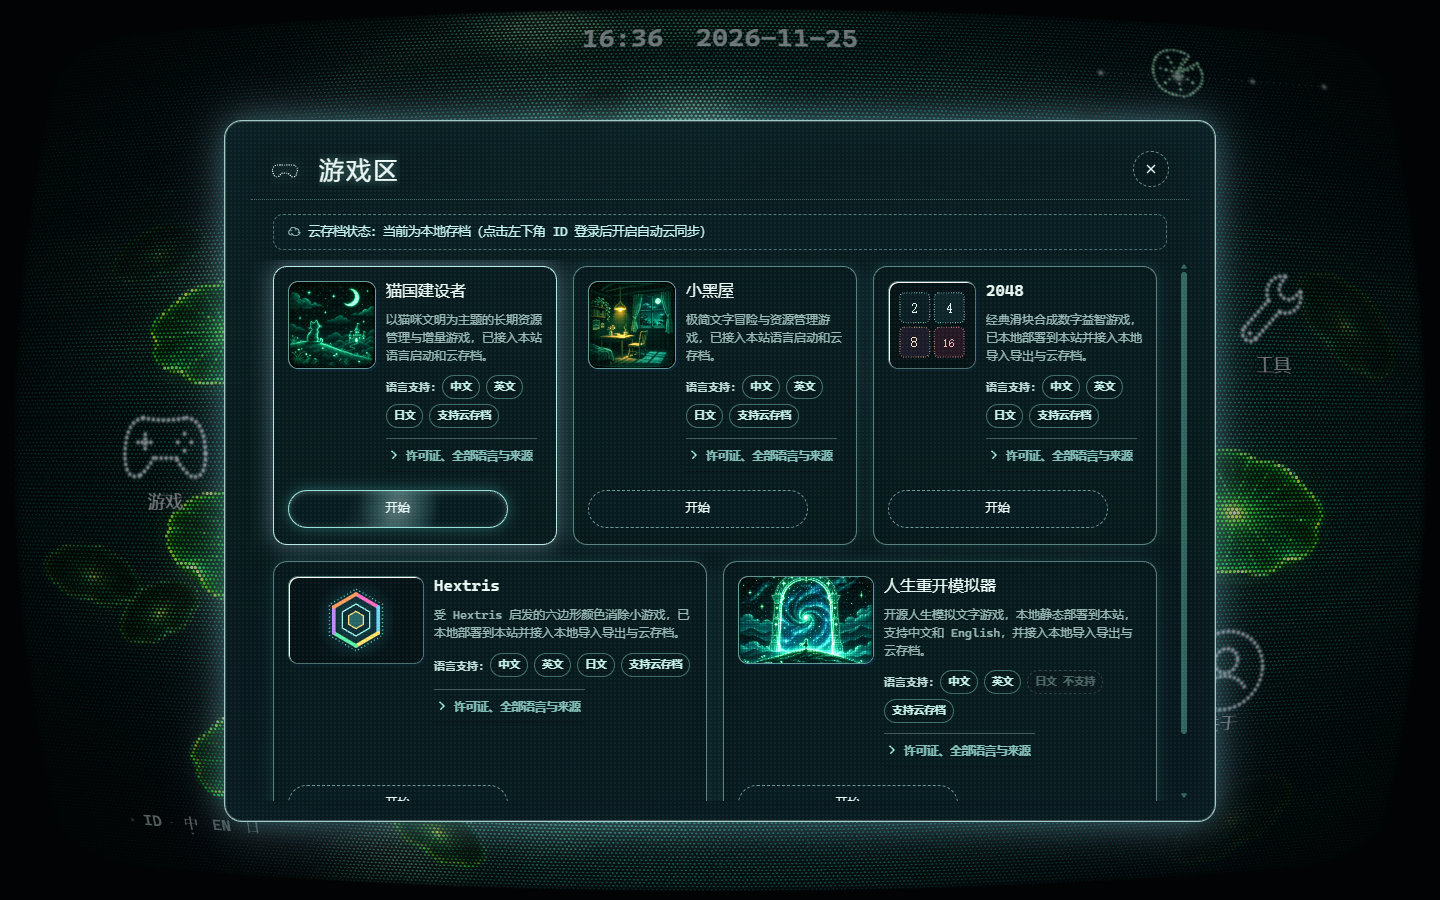 16:36 2026-11-25
游戏区
×
云存档状态: 当前为本地存档 (点击左下角 ID 登录后开启自动云同步)
猫国建设者
以猫咪文明为主题的长期资源
管理与增量游戏，已接入本站
语言启动和云存档。
语言支持: 中文 英文
日文 支持云存档
许可证、全部语言与来源
开始
小黑屋
极简文字冒险与资源管理游
戏，已接入本站语言启动和云
存档。
语言支持: 中文 英文
日文 支持云存档
许可证、全部语言与来源
开始
2 4
8 16
2048
经典滑块合成数字益智游戏，
已本地部署到本站并接入本地
导入导出与云存档。
语言支持: 中文 英文
日文 支持云存档
许可证、全部语言与来源
开始
Hextris
受 Hextris 启发的六边形颜色消除小游戏，已
本地部署到本站并接入本地导入导出与云存档。
语言支持: 中文 英文 日文 支持云存档
许可证、全部语言与来源
开始
人生重开模拟器
开源人生模拟文字游戏，本地静态部署到本站，
支持中文和 English，并接入本地导入导出与
云存档。
语言支持: 中文 英文 日文 不支持
支持云存档
许可证、全部语言与来源
开始
游戏
工具
于
· ID · 中 EN 日